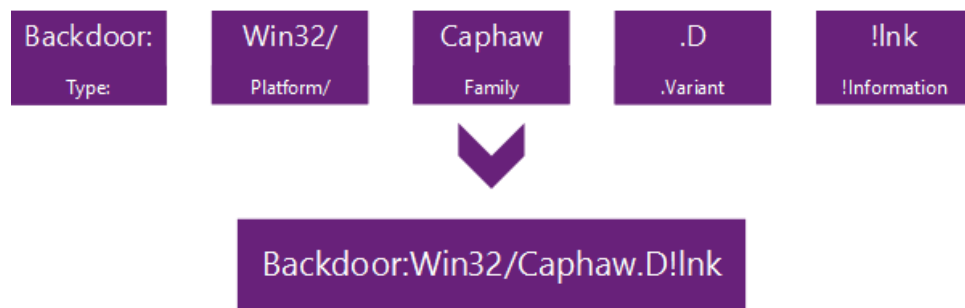 Backdoor:
Type:
Win32/
Platform/
Caphaw
Family
.D
.Variant
!lnk
!Information
Backdoor:Win32/Caphaw.D!lnk